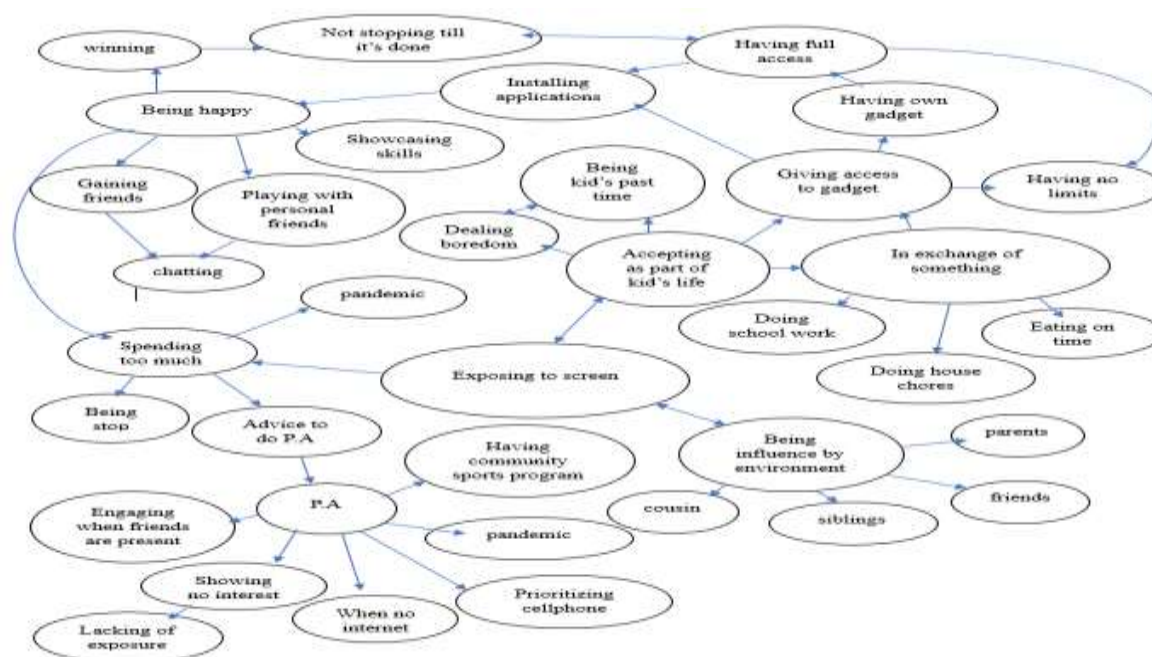 Not stopping till
it's done
winning
Having full
access
Installing
applications
Being happy
Having own
gadget
Showcasing
skills
Being
kid's past
time
Giving access
to gadget
Having no
limits
Gaining
friends
Playing with
personal
friends
Dealing
boredom
Accepting
as part of
kid's life
In exchange of
something
chatting
pandemic
Doing
school work
Eating on
time
Spending
too much
Exposing to screen
Doing house
chores
Being
stop
Advice to
do P.A
Having
community
sports program
Being
influence by
environment
parents
friends
P.A
cousin
siblings
Engaging
when friends
are present
pandemic
Showing
no interest
Prioritizing
cellphone
When no
internet
Lacking of
exposure